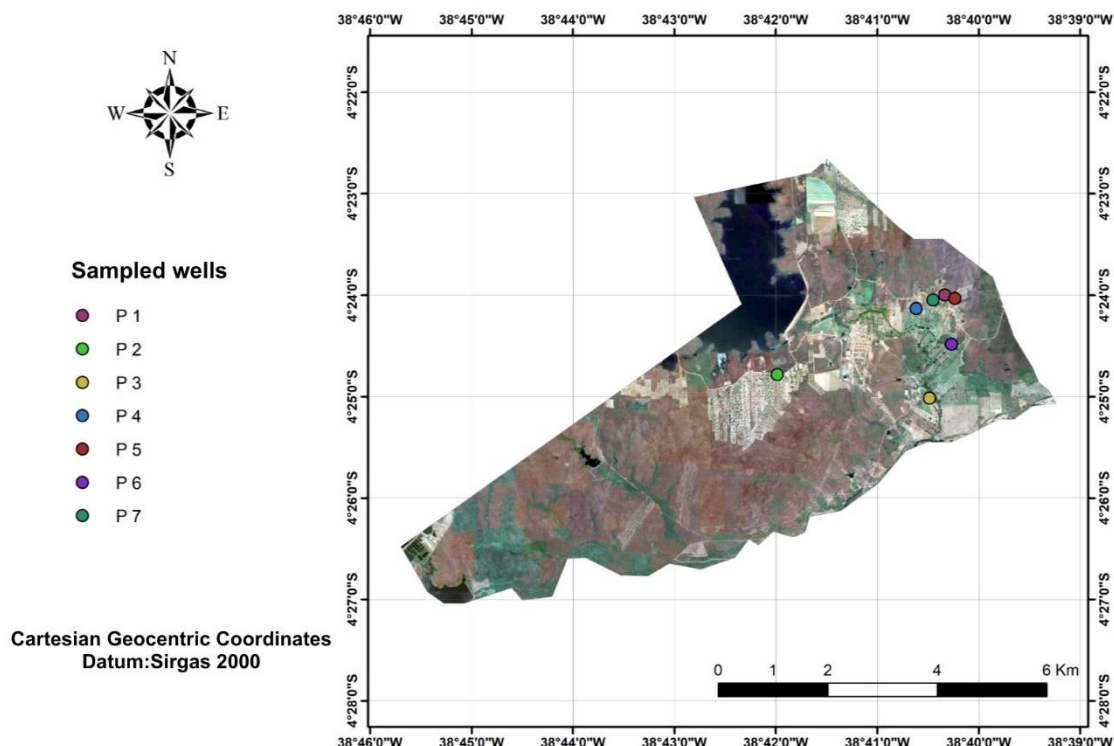 38°46'0"W 38°45'0"W 38°44'0"W 38°43'0"W 38°42'0"W 38°41'0"W 38°40'0"W 38°39'0"W
N
W E
S
4°22'0"S 4°22'0"S
4°23'0"S 4°23'0"S
4°24'0"S 4°24'0"S
4°25'0"S 4°25'0"S
4°26'0"S 4°26'0"S
4°27'0"S 4°27'0"S
4°28'0"S 4°28'0"S
Sampled wells
P 1
P 2
P 3
P 4
P 5
P 6
P 7
Cartesian Geocentric Coordinates
Datum:Sirgas 2000
0 1 2 4 6 Km
38°46'0"W 38°45'0"W 38°44'0"W 38°43'0"W 38°42'0"W 38°41'0"W 38°40'0"W 38°39'0"W